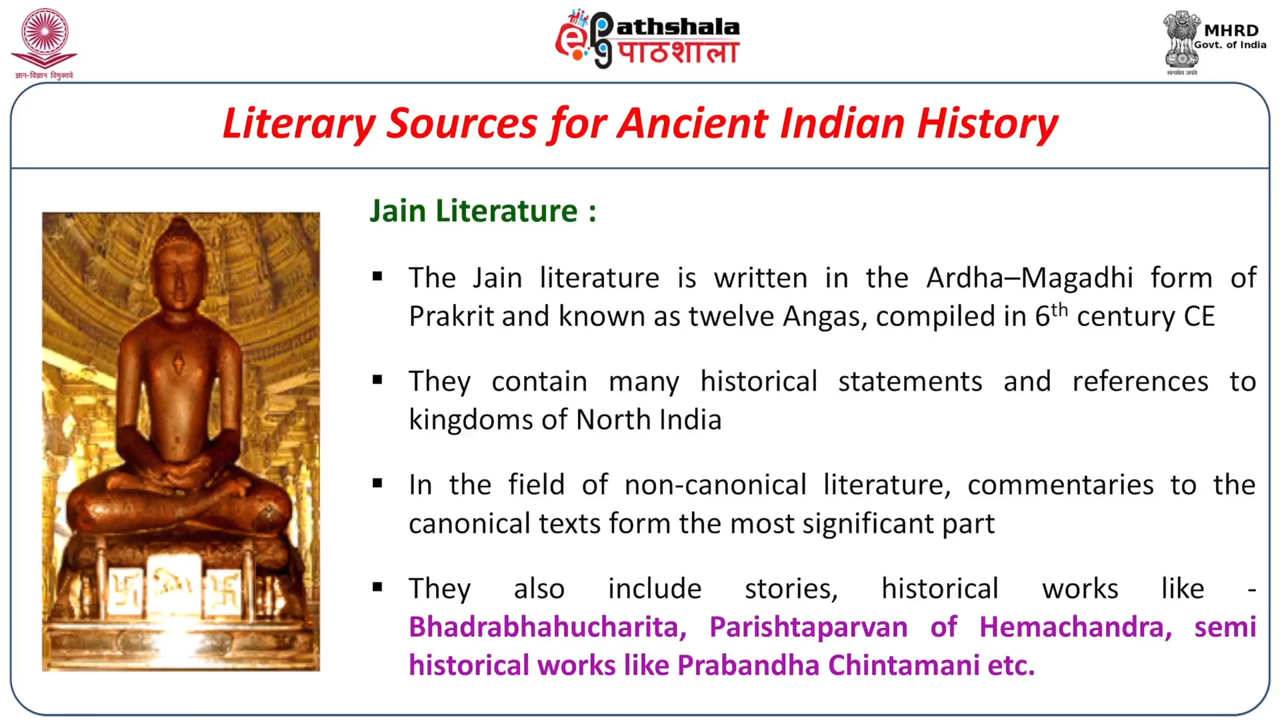 ज्ञान-विज्ञान विमुक्तये
ePathshala
पाठशाला
MHRD
Govt. of India
सत्यमेव जयते
Literary Sources for Ancient Indian History
Jain Literature :
▪ The Jain literature is written in the Ardha–Magadhi form of
Prakrit and known as twelve Angas, compiled in 6th century CE
▪ They contain many historical statements and references to
kingdoms of North India
▪ In the field of non-canonical literature, commentaries to the
canonical texts form the most significant part
▪ They also include stories, historical works like -
Bhadrabhahucharita, Parishtaparvan of Hemachandra, semi
historical works like Prabandha Chintamani etc.